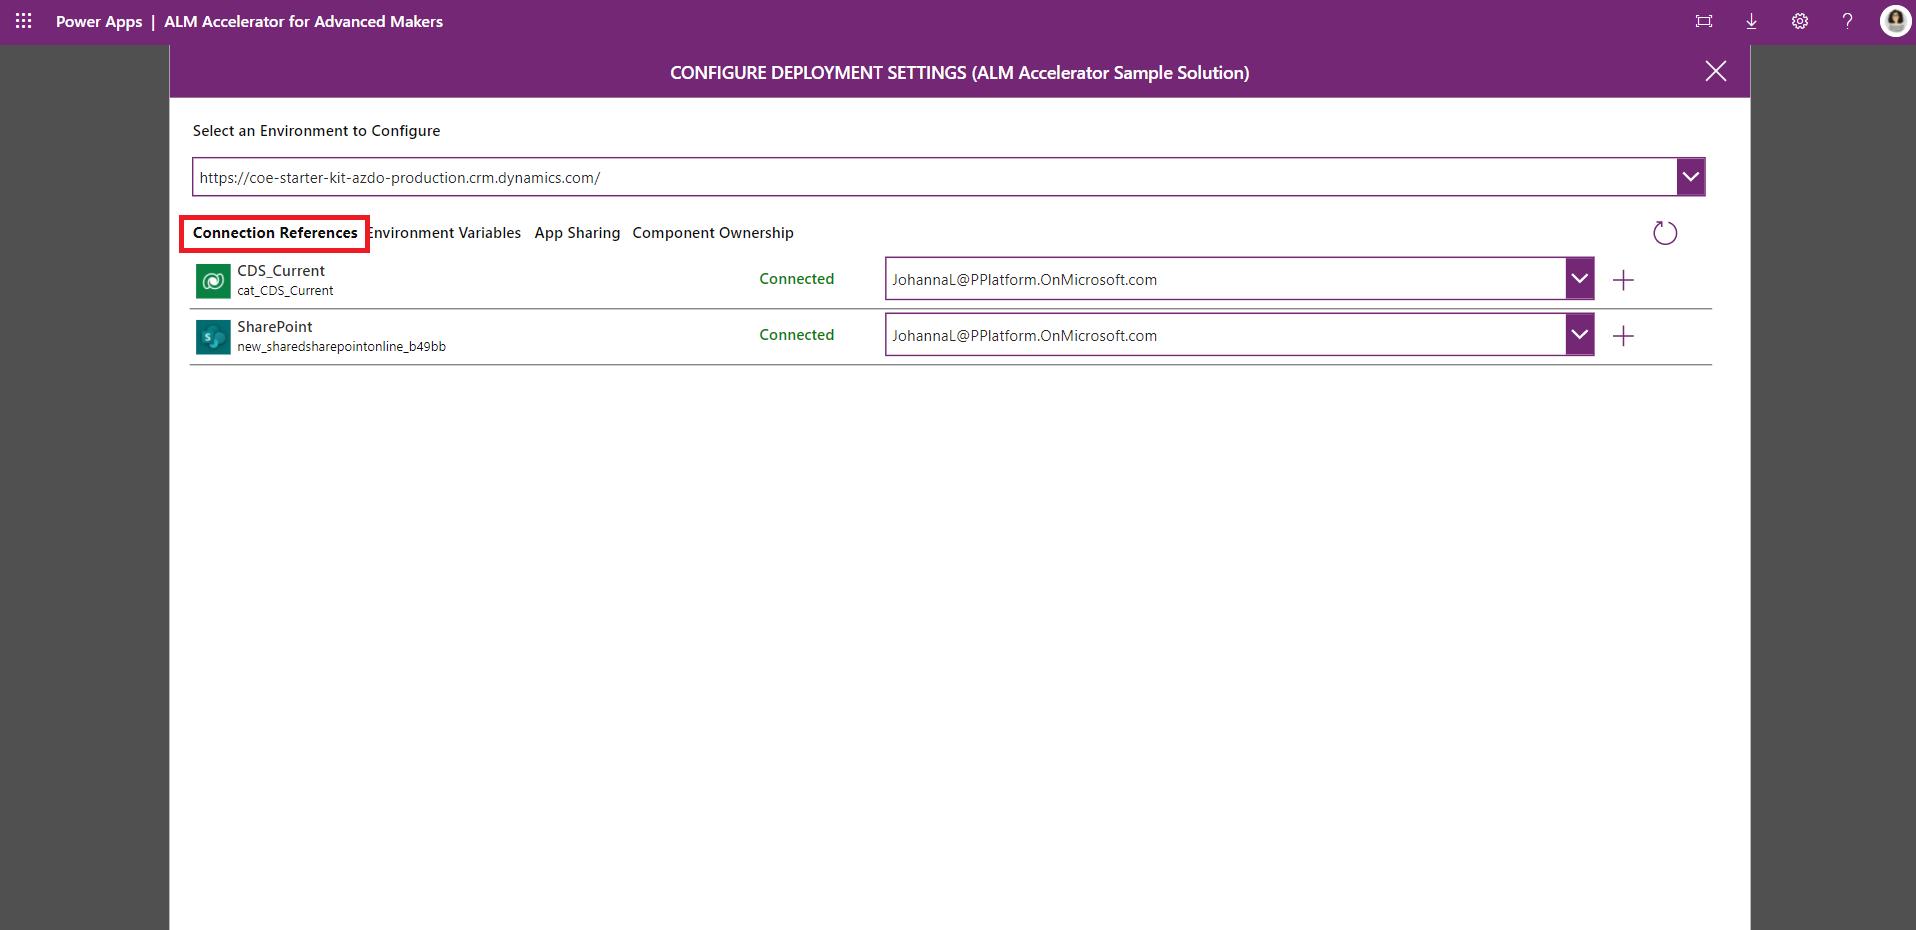 Power Apps | ALM Accelerator for Advanced Makers
CONFIGURE DEPLOYMENT SETTINGS (ALM Accelerator Sample Solution)
Select an Environment to Configure
https://coe-starter-kit-azdo-production.crm.dynamics.com/
Connection References Environment Variables App Sharing Component Ownership
CDS_Current
cat_CDS_Current
Connected
JohannaL@PPlatform.OnMicrosoft.com
SharePoint
new_sharedsharepointonline_b49bb
Connected
JohannaL@PPlatform.OnMicrosoft.com